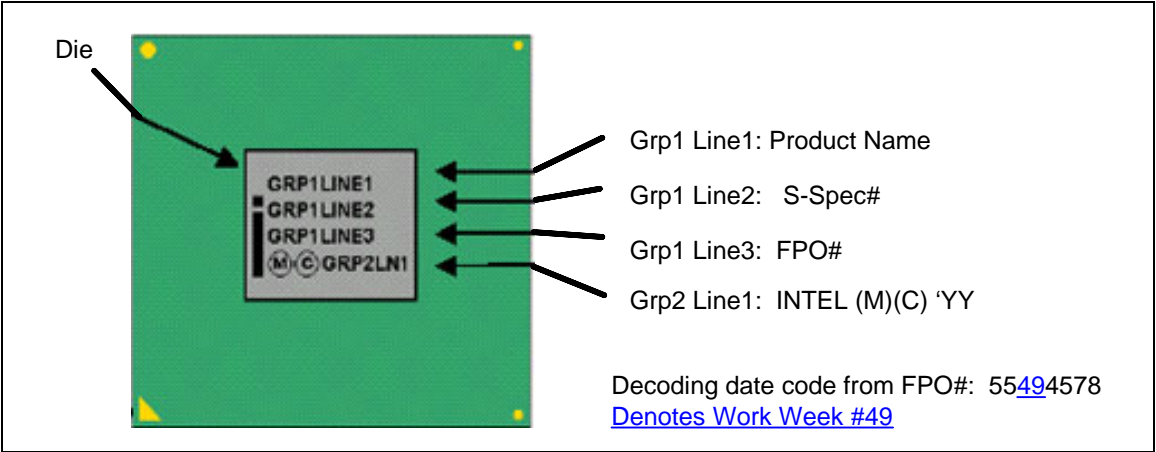 Die
GRP1LINE1
GRP1LINE2
GRP1LINE3
(M)(C) GRP2LN1
Grp1 Line1: Product Name
Grp1 Line2: S-Spec#
Grp1 Line3: FPO#
Grp2 Line1: INTEL (M)(C) ‘YY
Decoding date code from FPO#: 55494578
Denotes Work Week #49